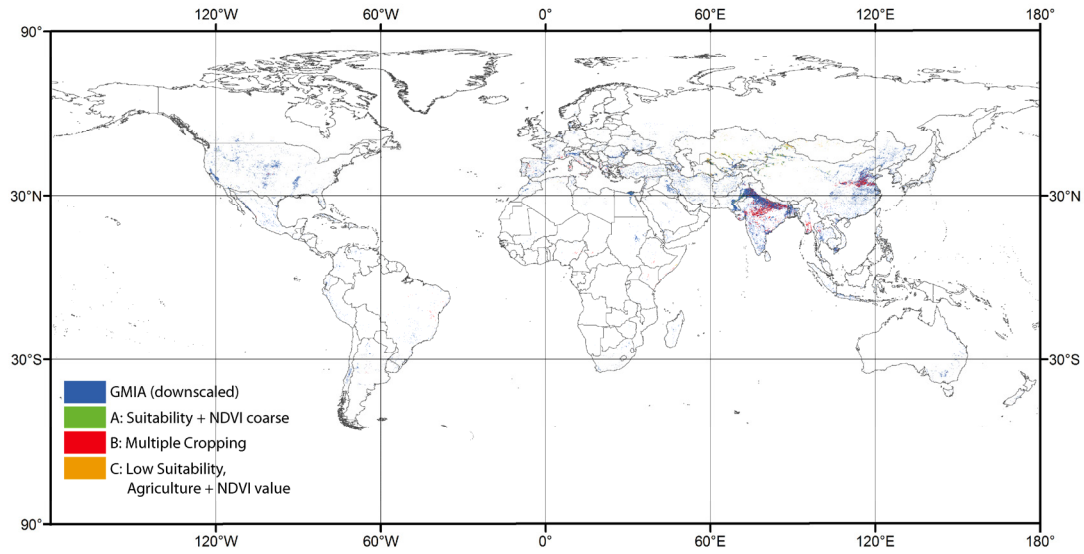 120°W 60°W 0° 60°E 120°E 180°
90°
30°N 30°N
30°S 30°S
GMIA (downscaled)
A: Suitability + NDVI coarse
B: Multiple Cropping
C: Low Suitability,
Agriculture + NDVI value
90°
120°W 60°W 0° 60°E 120°E 180°